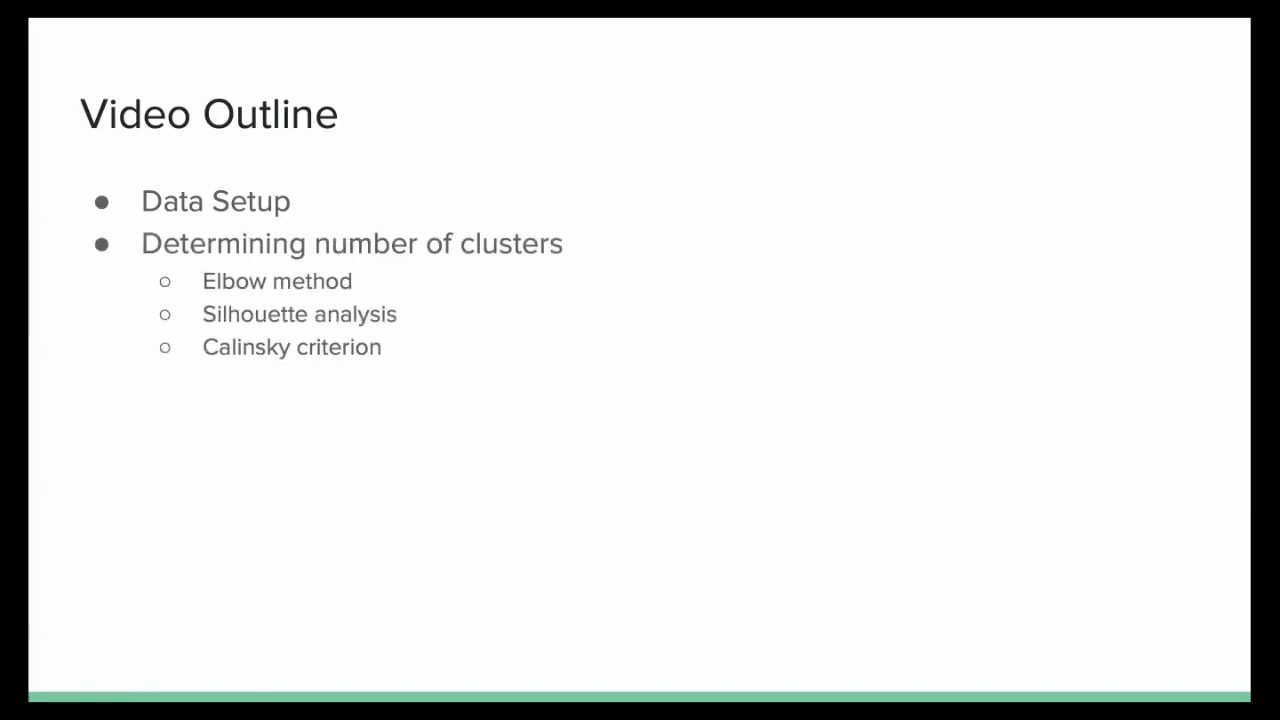 Video Outline
● Data Setup
● Determining number of clusters
○ Elbow method
○ Silhouette analysis
○ Calinsky criterion